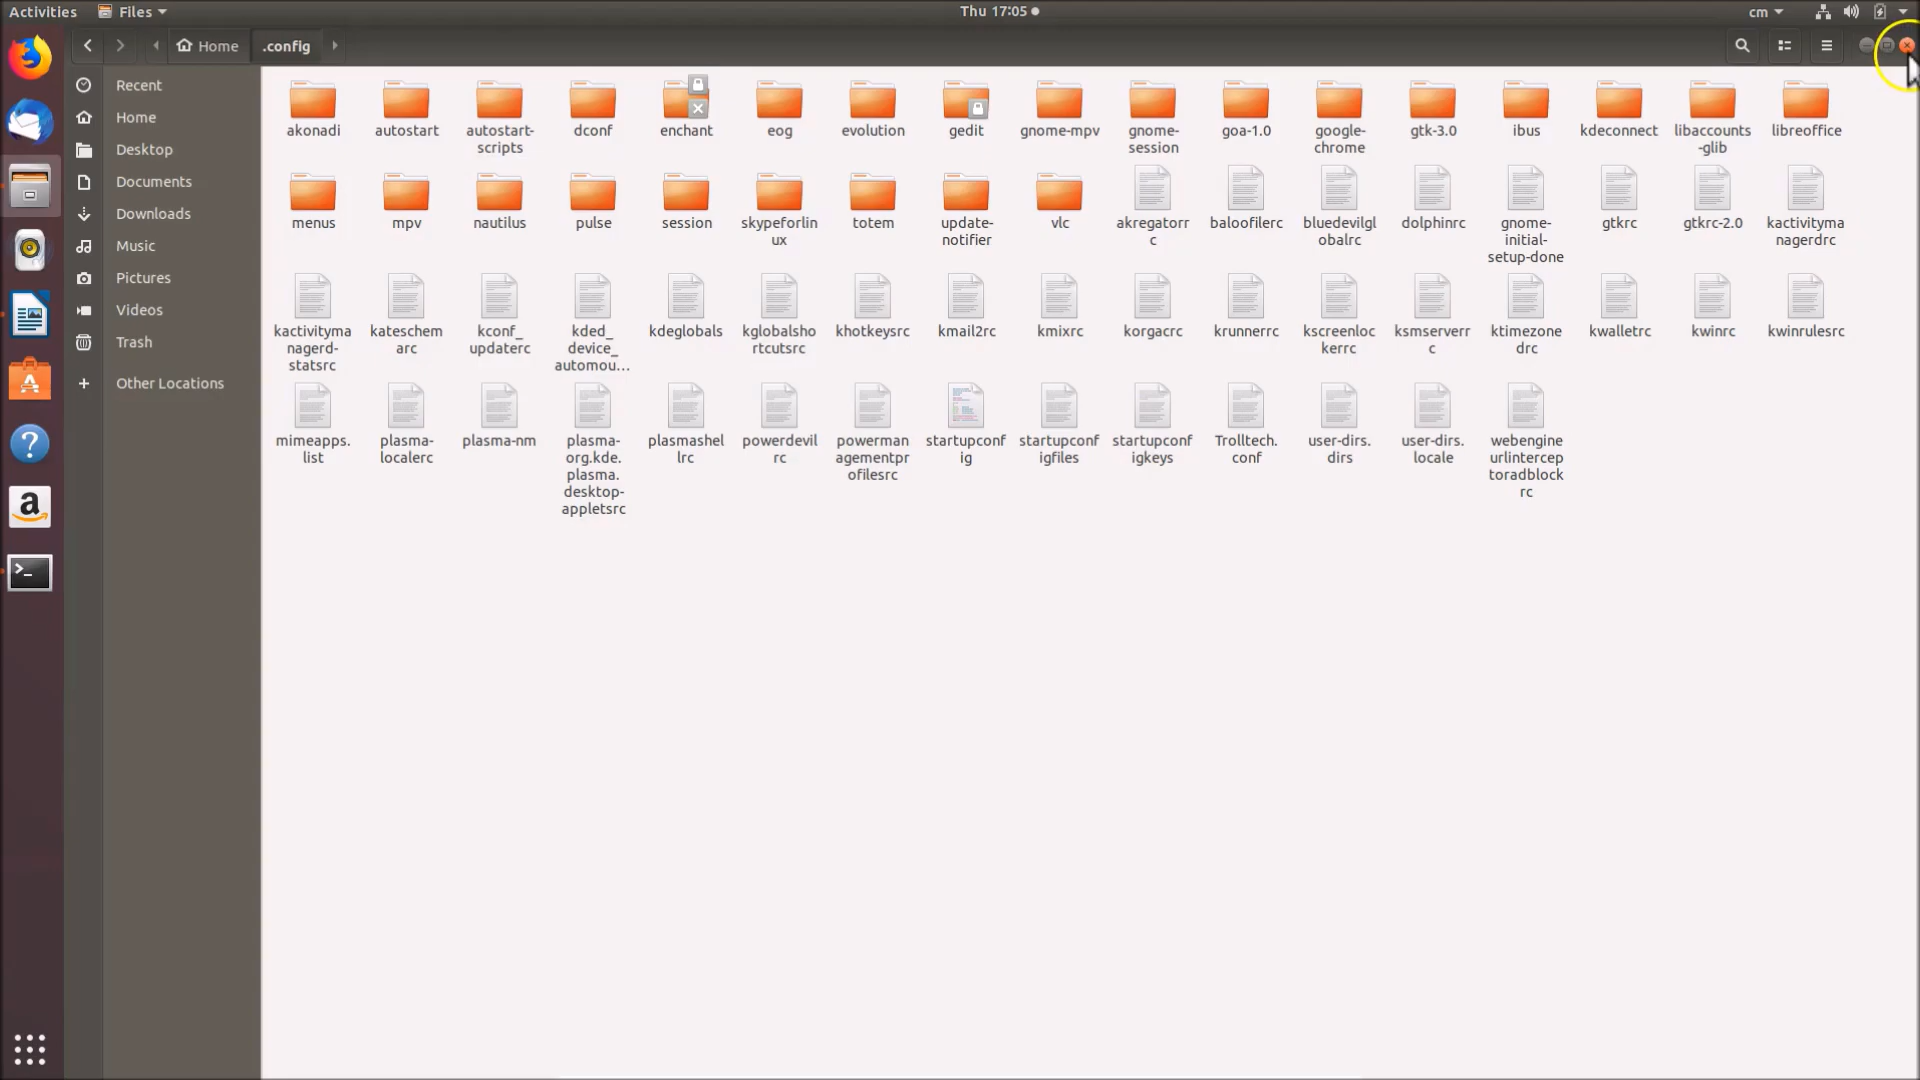 Activities Files Thu 17:05 cm
Home .config
Recent
Home
Desktop
Documents
Downloads
Music
Pictures
Videos
Trash
Other Locations
akonadi autostart autostart- dconf enchant eog evolution gedit gnome-mpv gnome- goa-1.0 google- gtk-3.0 ibus kdeconnect libaccounts libreoffice
scripts session chrome -glib
menus mpv nautilus pulse session skypeforlin totem update- vlc akregatorr baloofilerc bluedevilgl dolphinrc gnome- gtkrc gtkrc-2.0 kactivityma
ux notifier c obalrc initial- nagerdrc
setup-done
kactivityma kateschem kconf_ kded_ kdeglobals kglobalsho khotkeysrc kmail2rc kmixrc korgacrc krunnerrc kscreenloc ksmserverr ktimezone kwalletrc kwinrc kwinrulesrc
nagerd- arc updaterc device_ rtcutsrc kerrc c drc
statsrc automou...
mimeapps. plasma- plasma-nm plasma- plasmashel powerdevil powerman startupconf startupconf startupconf Trolltech. user-dirs. user-dirs. webengine
list localerc org.kde. lrc rc agementpr ig igfiles igkeys conf dirs locale urlintercep
plasma. ofilesrc toradblock
desktop- rc
appletsrc